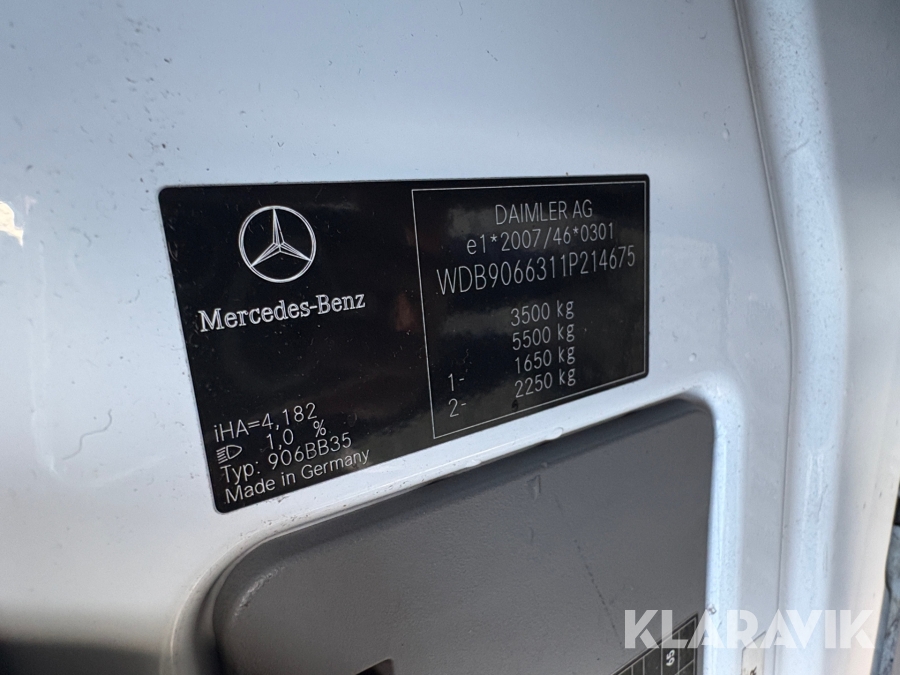 Mercedes-Benz
iHA=4,182
1,0 %
Typ: 906BB35
Made in Germany
DAIMLER AG
e1*2007/46*0301
WDB9066311P214675
3500 kg
5500 kg
1- 1650 kg
2- 2250 kg
KLARAVIK